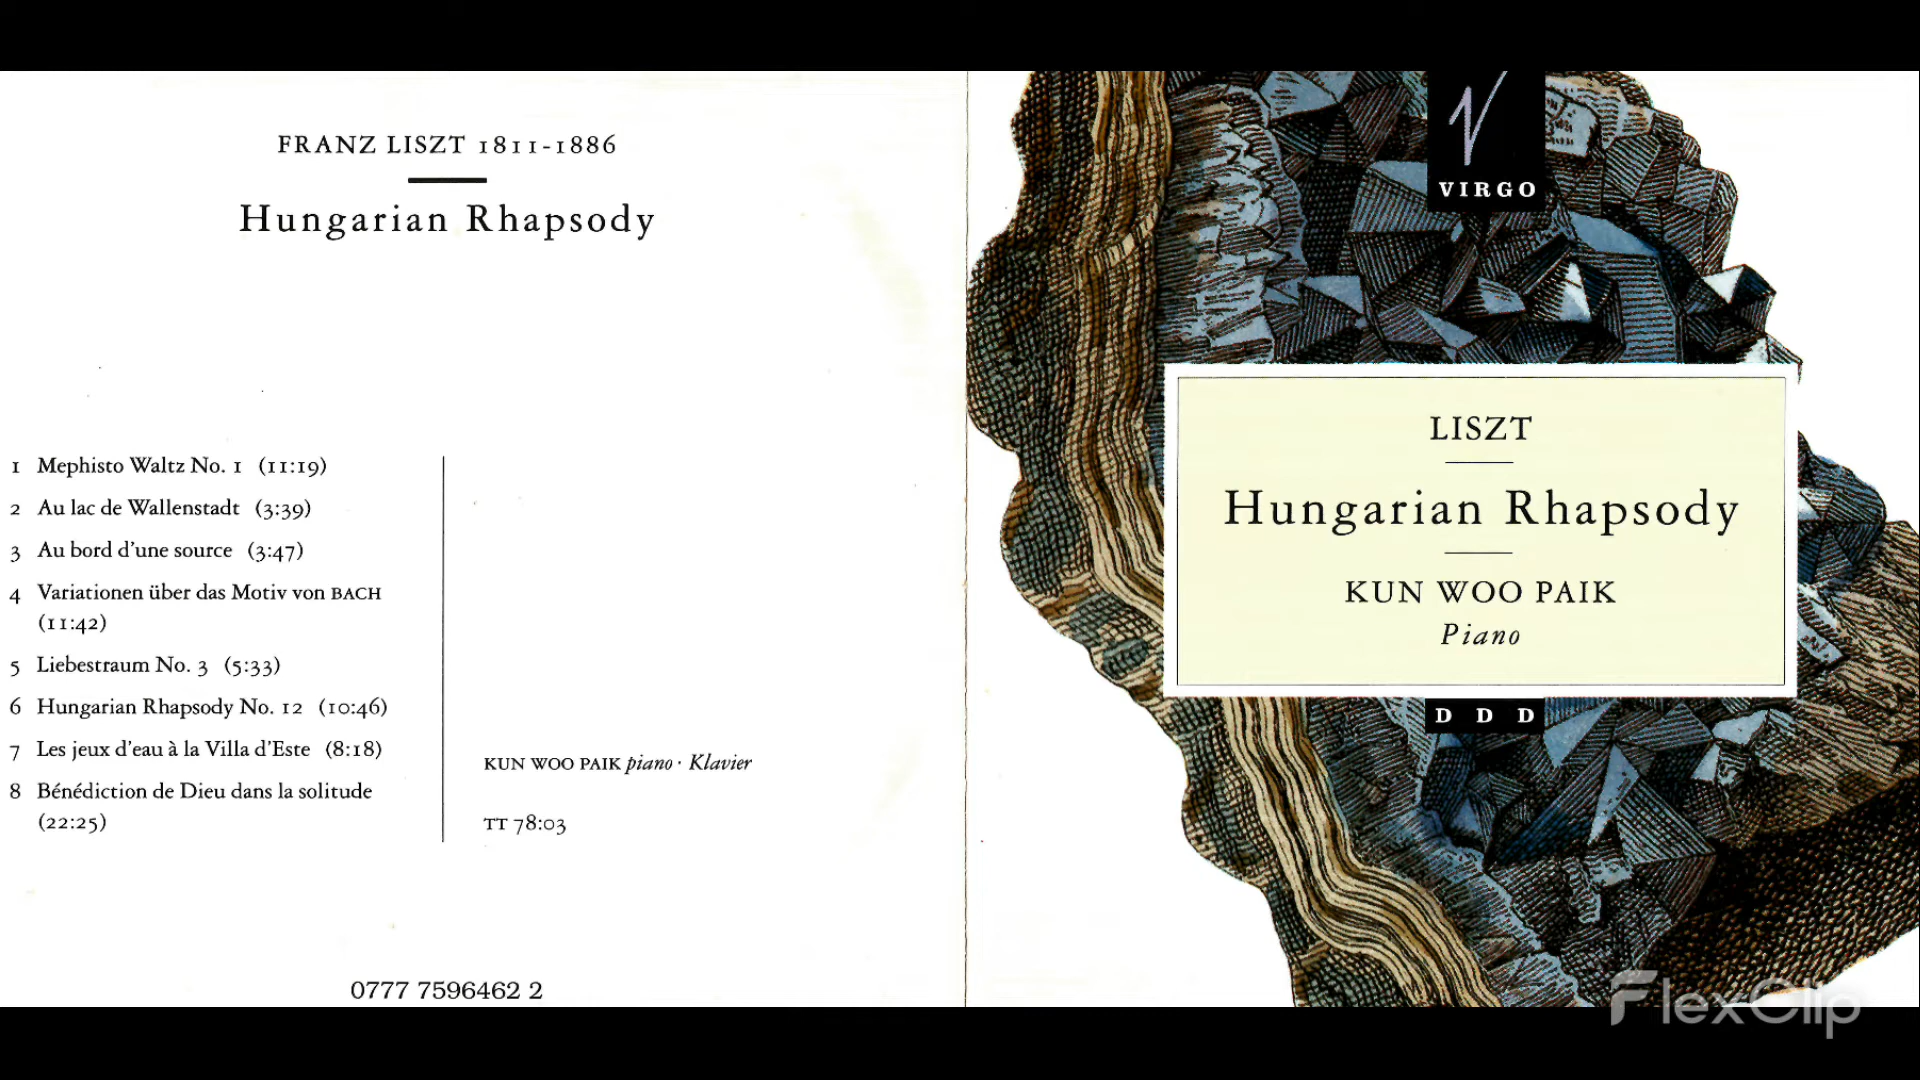 FRANZ LISZT 1811-1886
Hungarian Rhapsody
1 Mephisto Waltz No. 1 (11:19)
2 Au lac de Wallenstadt (3:39)
3 Au bord d'une source (3:47)
4 Variationen über das Motiv von BACH
(11:42)
5 Liebestraum No. 3 (5:33)
6 Hungarian Rhapsody No. 12 (10:46)
7 Les jeux d'eau à la Villa d'Este (8:18)
8 Bénédiction de Dieu dans la solitude
(22:25)
KUN WOO PAIK piano · Klavier
TT 78:03
0777 7596462 2
V
VIRGO
LISZT
Hungarian Rhapsody
KUN WOO PAIK
Piano
D D D
FlexClip